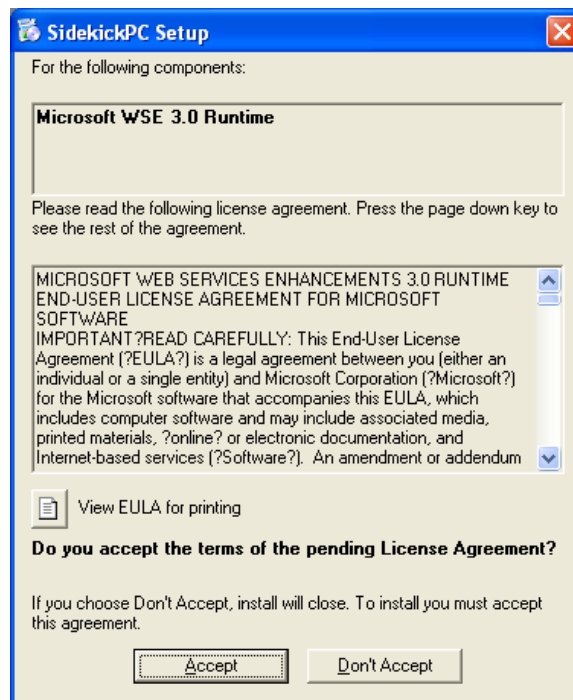 SidekickPC Setup
For the following components:
Microsoft WSE 3.0 Runtime
Please read the following license agreement. Press the page down key to
see the rest of the agreement.
MICROSOFT WEB SERVICES ENHANCEMENTS 3.0 RUNTIME
END-USER LICENSE AGREEMENT FOR MICROSOFT
SOFTWARE
IMPORTANT?READ CAREFULLY: This End-User License
Agreement (?EULA?) is a legal agreement between you (either an
individual or a single entity) and Microsoft Corporation (?Microsoft?)
for the Microsoft software that accompanies this EULA, which
includes computer software and may include associated media,
printed materials, ?online? or electronic documentation, and
Internet-based services (?Software?).  An amendment or addendum
View EULA for printing
Do you accept the terms of the pending License Agreement?
If you choose Don't Accept, install will close. To install you must accept
this agreement.
Accept
Don't Accept